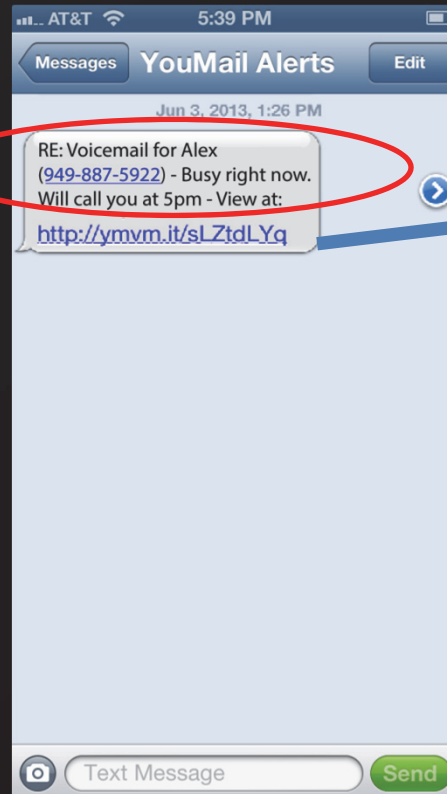 AT&T 5:39 PM
Messages YouMail Alerts Edit
Jun 3, 2013, 1:26 PM
RE: Voicemail for Alex
(949-887-5922) - Busy right now.
Will call you at 5pm - View at:
http://ymvm.it/sLZtdLYq
Text Message Send